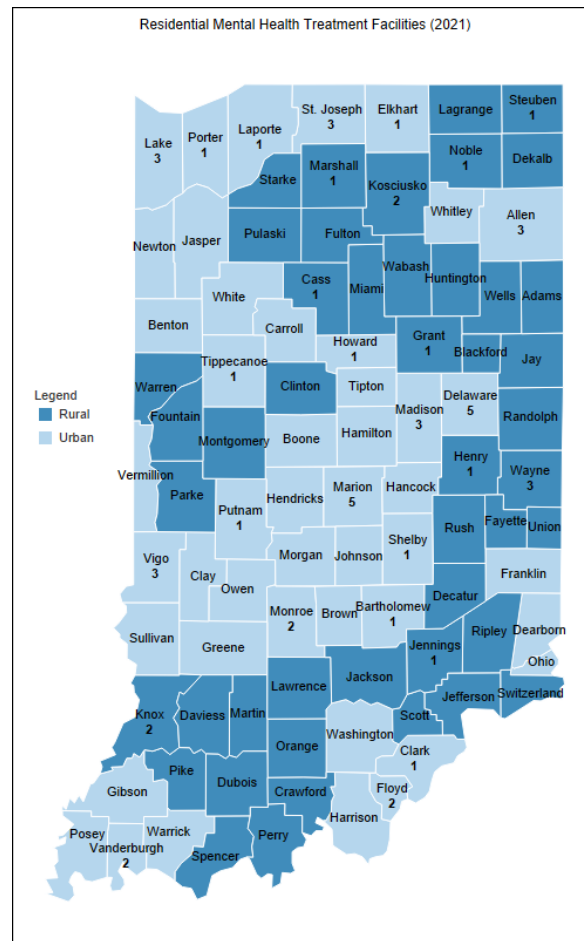 Residential Mental Health Treatment Facilities (2021)
Lake
3
Porter
1
Laporte
1
St. Joseph
3
Elkhart
1
Lagrange
Steuben
1
Noble
1
Dekalb
Starke
Marshall
1
Kosciusko
2
Whitley
Allen
3
Newton
Jasper
Pulaski
Fulton
Cass
1
Miami
Wabash
Huntington
Wells
Adams
White
Carroll
Benton
Howard
1
Grant
1
Blackford
Jay
Tippecanoe
1
Warren
Clinton
Tipton
Madison
3
Delaware
5
Randolph
Legend
Rural
Urban
Fountain
Montgomery
Boone
Hamilton
Henry
1
Wayne
3
Vermillion
Parke
Putnam
1
Hendricks
Marion
5
Hancock
Rush
Fayette
Union
Shelby
1
Morgan
Johnson
Vigo
3
Clay
Owen
Franklin
Decatur
Monroe
2
Brown
Bartholomew
1
Sullivan
Greene
Jennings
1
Ripley
Dearborn
Ohio
Lawrence
Jackson
Jefferson
Switzerland
Knox
2
Daviess
Martin
Scott
Orange
Washington
Clark
1
Pike
Dubois
Crawford
Floyd
2
Harrison
Gibson
Posey
Vanderburgh
2
Warrick
Spencer
Perry